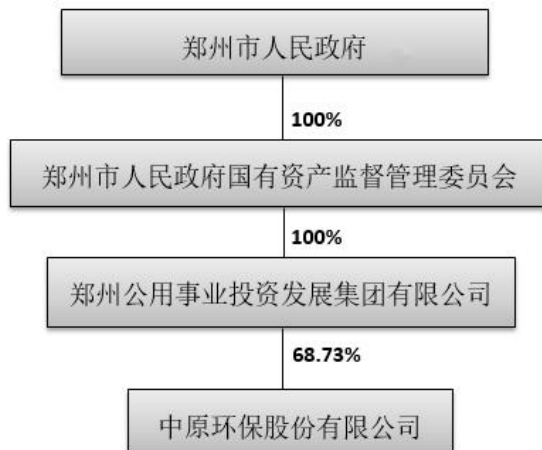 郑州市人民政府
100%
郑州市人民政府国有资产监督管理委员会
100%
郑州公用事业投资发展集团有限公司
68.73%
中原环保股份有限公司